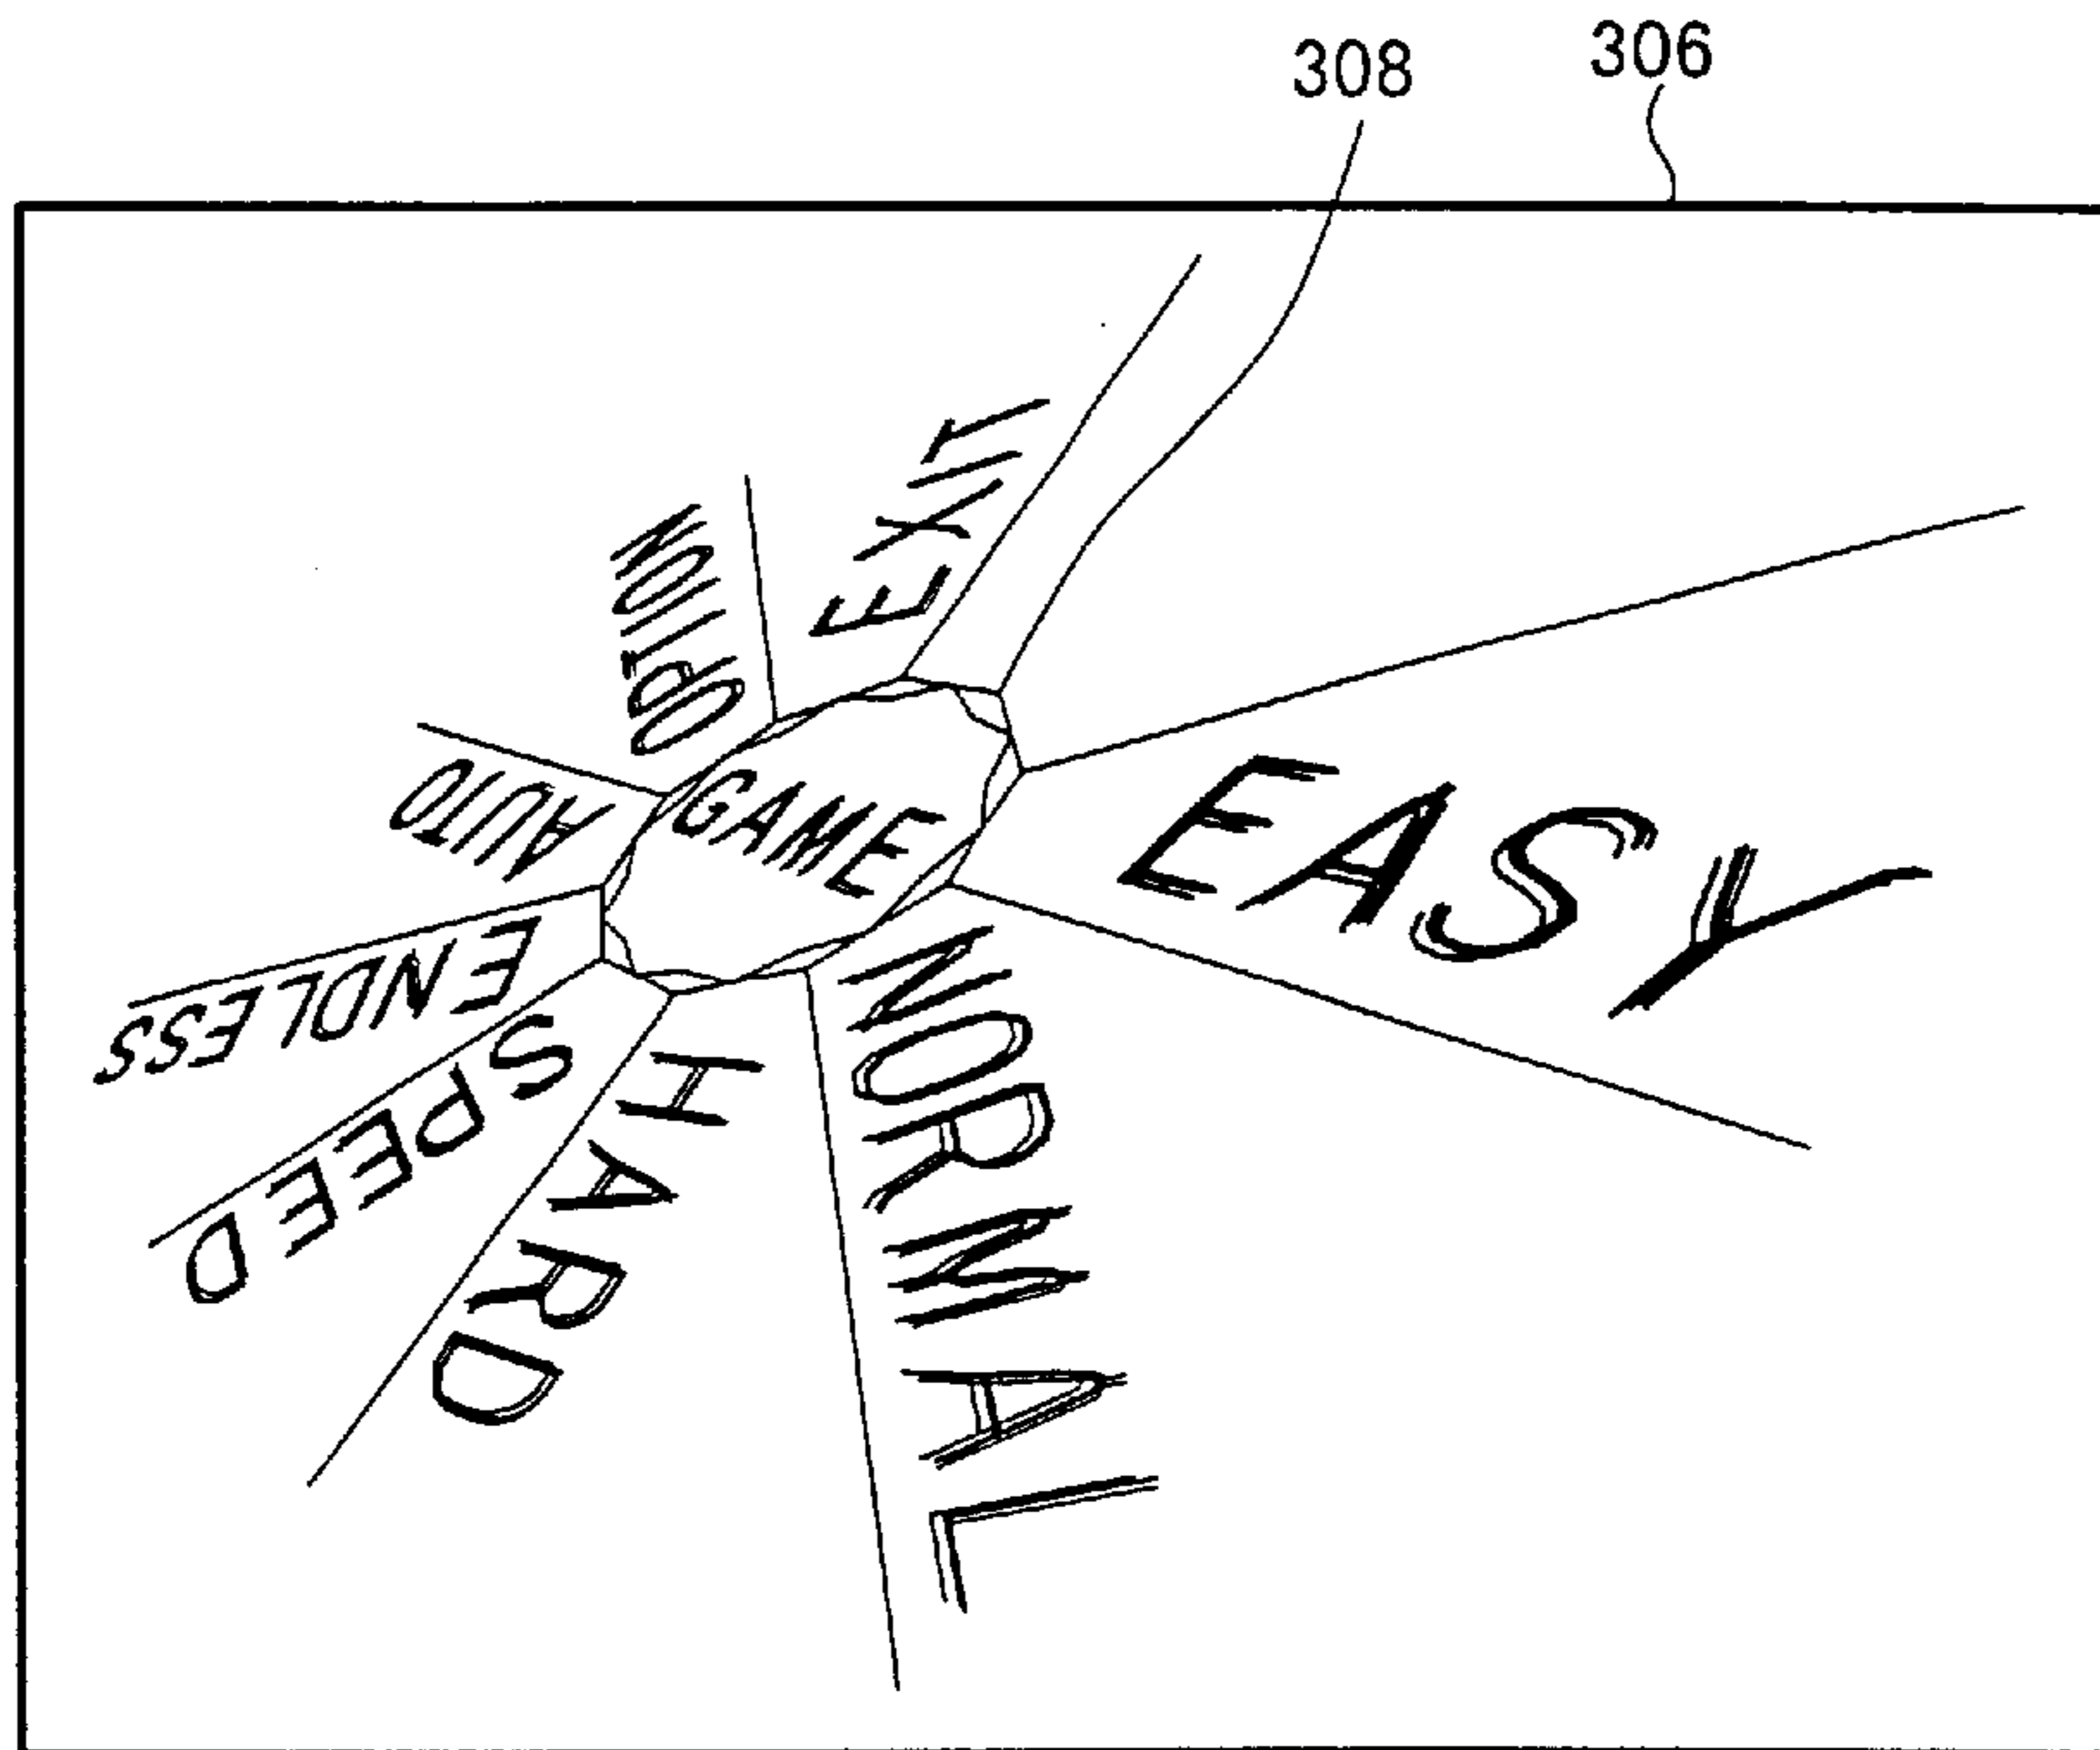 308
306
EXIT
OPTION
AUTO
GAME
EASY
ENDLESS
SPEED
HARD
NORMAL